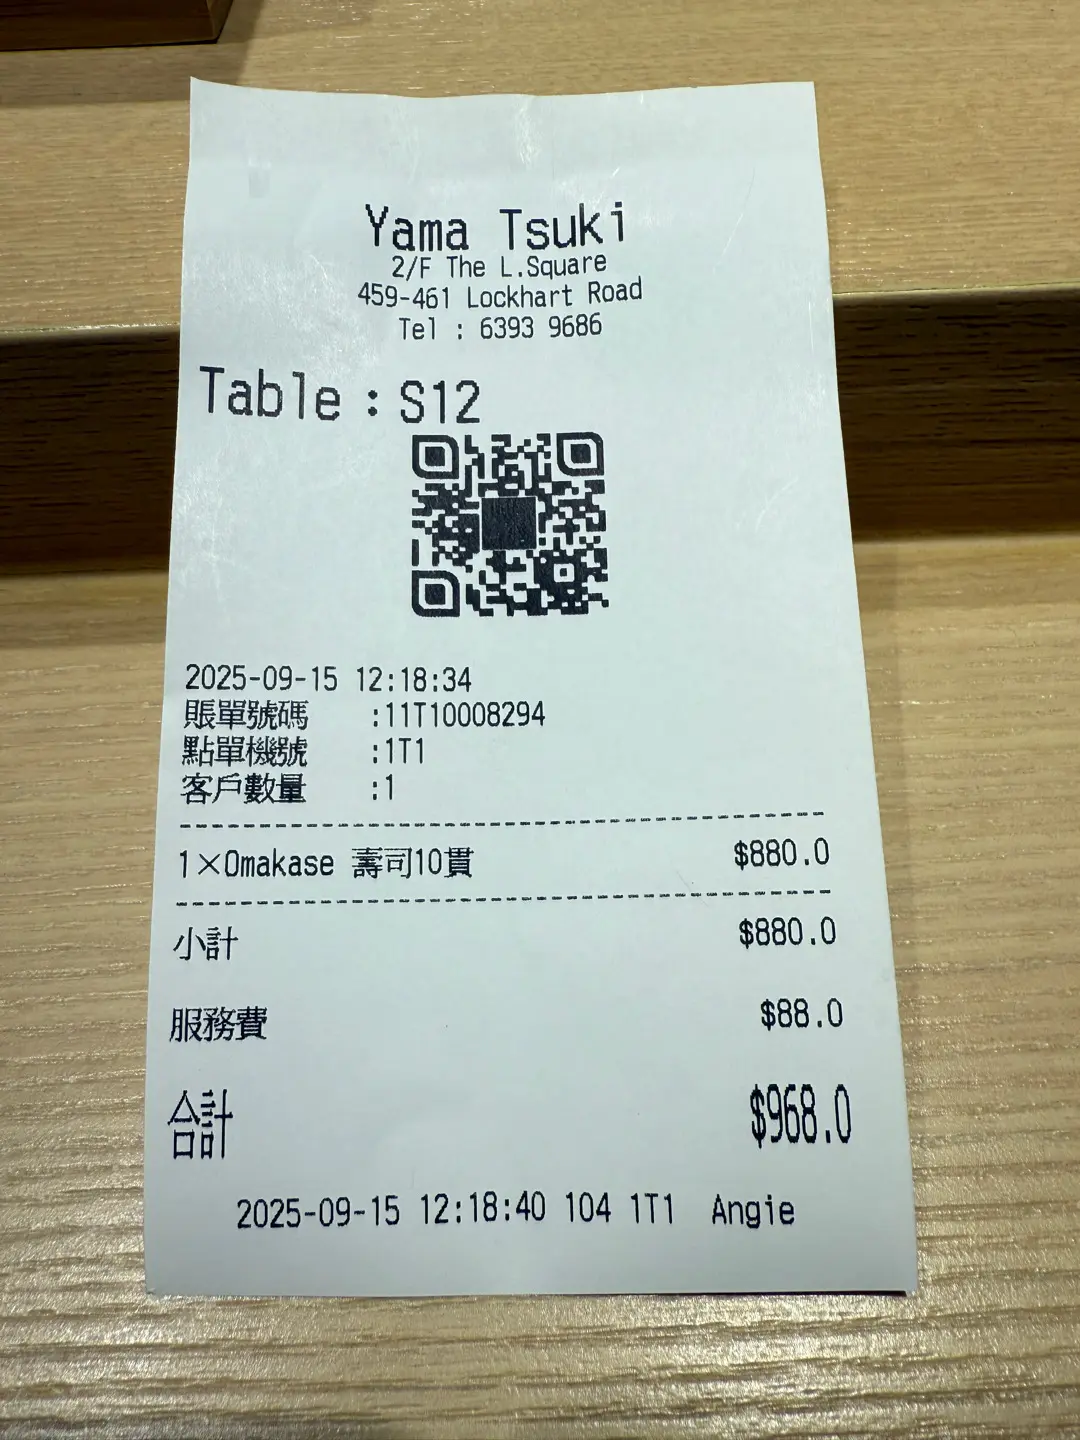 Yama Tsuki
2/F The L.Square
459-461 Lockhart Road
Tel : 6393 9686
Table : S12
2025-09-15 12:18:34
賬單號碼 :11T10008294
點單機號 :1T1
客戶數量 :1
1×Omakase 壽司10貫 $880.0
小計 $880.0
服務費 $88.0
合計 $968.0
2025-09-15 12:18:40 104 1T1 Angie